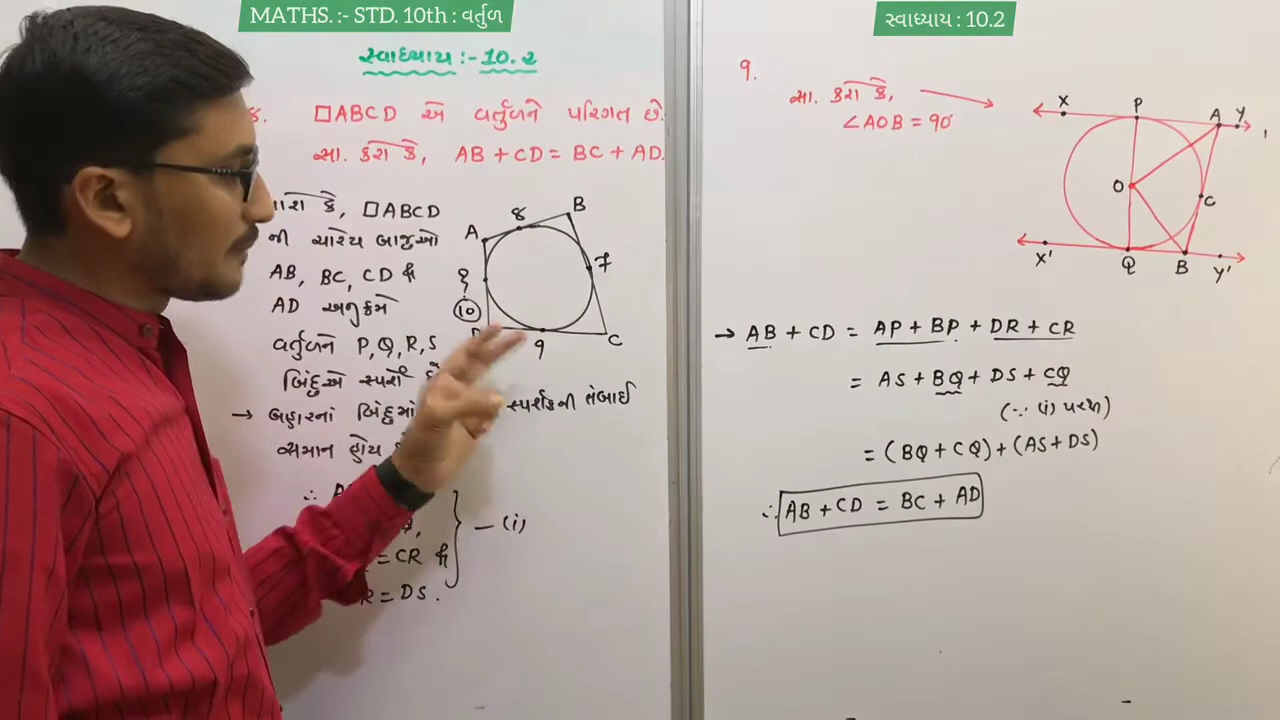 MATHS. :- STD. 10th : વર્તુળ
સ્વાધ્યાય :- 10.2
□ABCD એ વર્તુળને પરિગત છે.
સા. કરો કે, AB + CD = BC + AD.
કે, □ABCD
ની ચારેય બાજુઓ
AB, BC, CD ને
AD અનુક્રમે
વર્તુળને P, Q, R, S
બિંદુએ સ્પર્શે
→ બહારનાં સ્પર્શકની લંબાઈ
સમાન હોય
∴
= CR ને
= DS.
} — (i)
A
B
8
7
8
10
9
C
સ્વાધ્યાય : 10.2
9.
સા. કરો કે,
∠AOB = 90°
X
P
A
Y
O
C
X'
Q
B
Y'
→ AB + CD = AP + BP + DR + CR
= AS + BQ + DS + CQ
(∵ (i) પરથી)
= (BQ + CQ) + (AS + DS)
∴ AB + CD = BC + AD